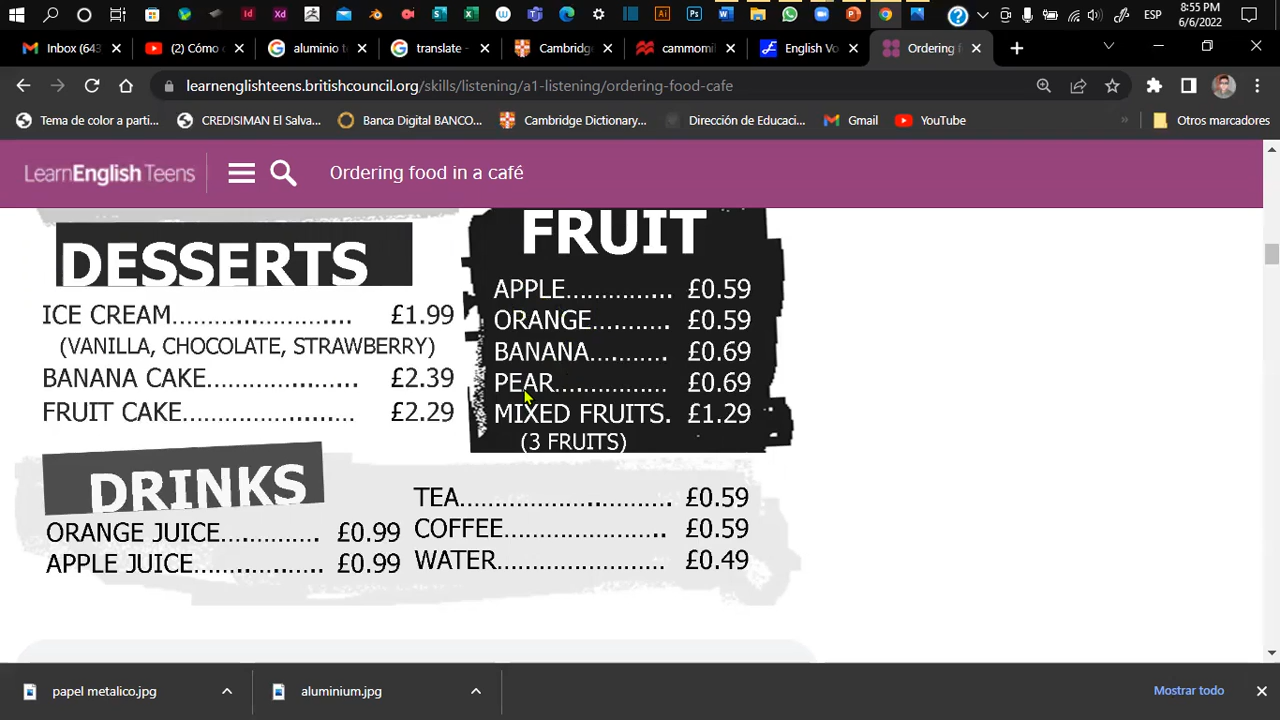 8:55 PM
ESP
6/6/2022
Inbox (643
(2) Cómo
aluminio t
translate -
Cambridg
cammomil
English Vo
Ordering f
learnenglishteens.britishcouncil.org/skills/listening/a1-listening/ordering-food-cafe
Tema de color a parti...
CREDISIMAN El Salva...
Banca Digital BANCO...
Cambridge Dictionary...
Dirección de Educaci...
Gmail
YouTube
Otros marcadores
LearnEnglish Teens
Ordering food in a café
DESSERTS
ICE CREAM...................... £1.99
(VANILLA, CHOCOLATE, STRAWBERRY)
BANANA CAKE................... £2.39
FRUIT CAKE...................... £2.29
FRUIT
APPLE............... £0.59
ORANGE........... £0.59
BANANA........... £0.69
PEAR................ £0.69
MIXED FRUITS. £1.29
(3 FRUITS)
DRINKS
ORANGE JUICE............. £0.99
APPLE JUICE................. £0.99
TEA............................... £0.59
COFFEE....................... £0.59
WATER........................ £0.49
papel metalico.jpg
aluminium.jpg
Mostrar todo